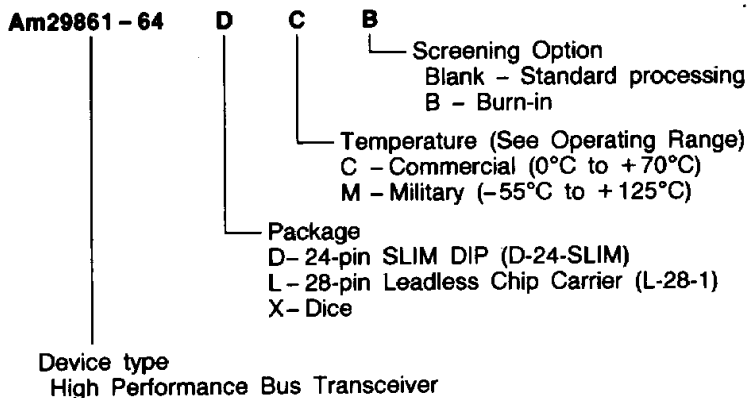 Am29861-64 D C B
Screening Option
Blank – Standard processing
B – Burn-in
Temperature (See Operating Range)
C – Commercial (0°C to +70°C)
M – Military (–55°C to +125°C)
Package
D – 24-pin SLIM DIP (D-24-SLIM)
L – 28-pin Leadless Chip Carrier (L-28-1)
X – Dice
Device type
High Performance Bus Transceiver